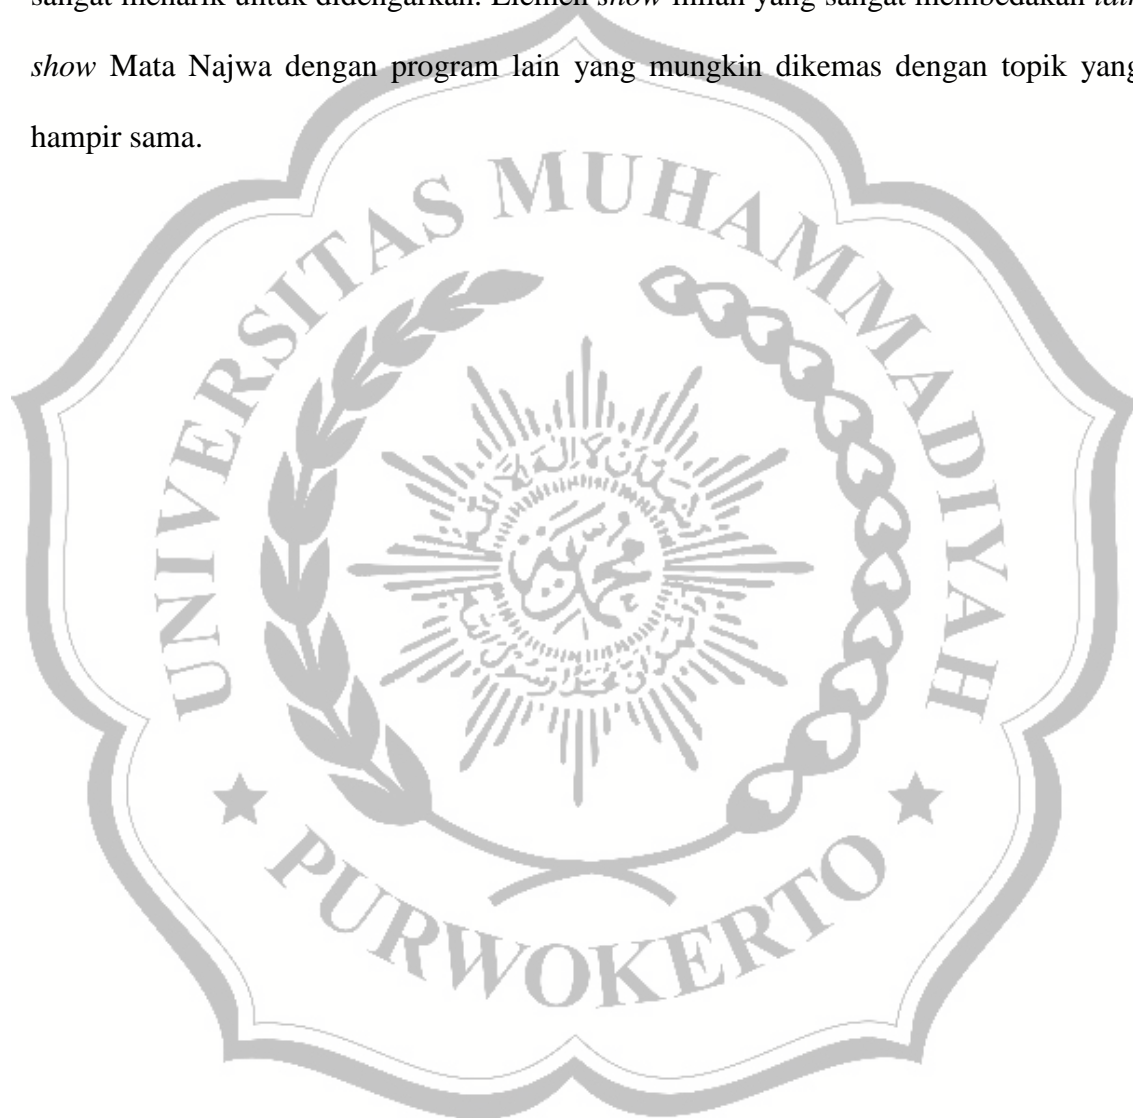 sangat menarik untuk didengarkan. Elemen show inilah yang sangat membedakan
show Mata Najwa dengan program lain yang mungkin dikemas dengan topik yang
hampir sama.
UNIVERSITAS MUHAMMADIYAH
PURWOKERTO